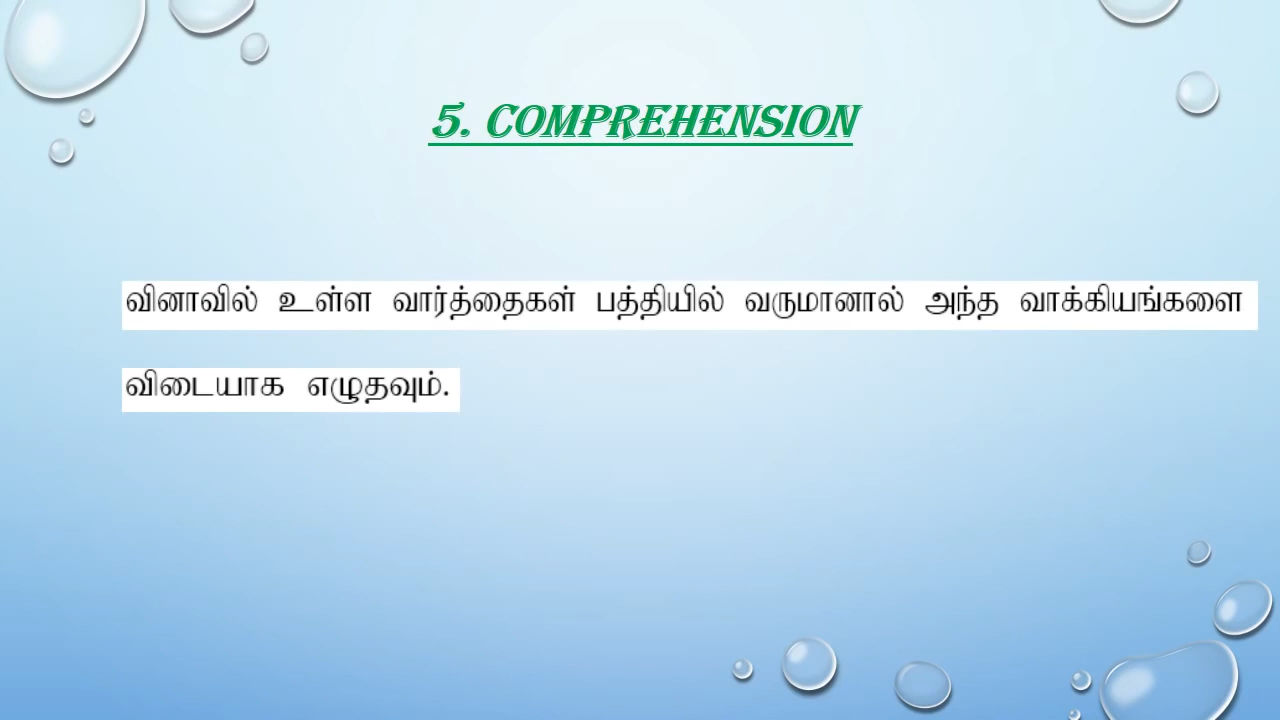 5. COMPREHENSION
வினாவில் உள்ள வார்த்தைகள் பத்தியில் வருமானால் அந்த வாக்கியங்களை
விடையாக எழுதவும்.